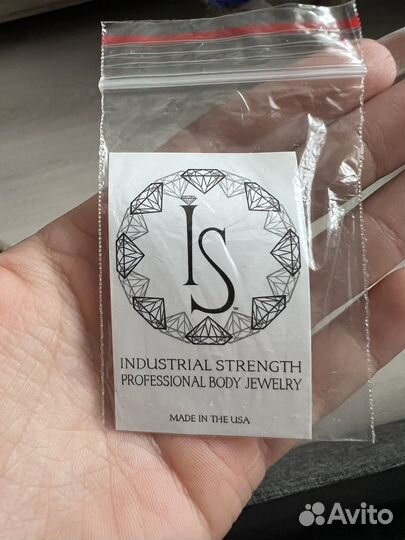 IS
INDUSTRIAL STRENGTH
PROFESSIONAL BODY JEWELRY
MADE IN THE USA
Avito